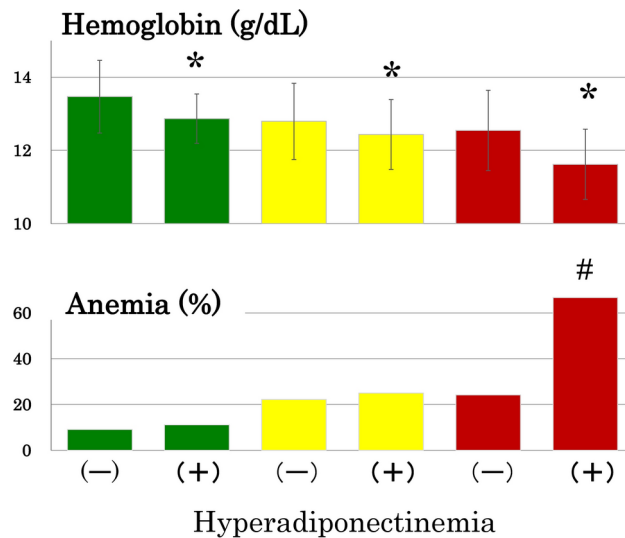 Hemoglobin (g/dL)
14
12
10
* * *
Anemia (%)
#
60
40
20
0
(—) (+) (—) (+) (—) (+)
Hyperadiponectinemia